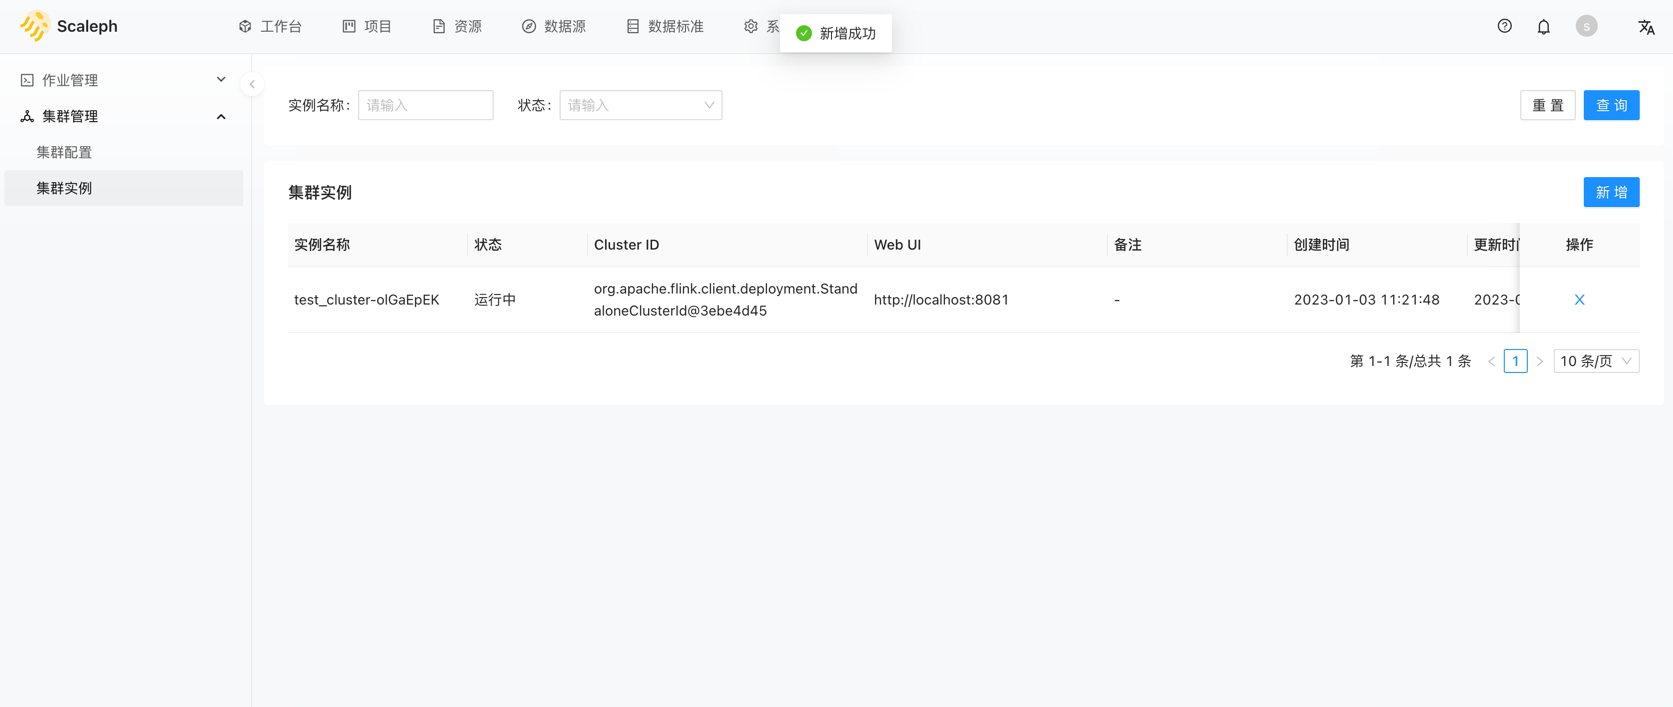 Scaleph
工作台
项目
资源
数据源
数据标准
系
新增成功
S
作业管理
集群管理
集群配置
集群实例
实例名称:
请输入
状态:
请输入
重 置
查 询
集群实例
新 增
实例名称
状态
Cluster ID
Web UI
备注
创建时间
更新时间
操作
test_cluster-olGaEpEK
运行中
org.apache.flink.client.deployment.Stand
aloneClusterId@3ebe4d45
http://localhost:8081
-
2023-01-03 11:21:48
2023-0
第 1-1 条/总共 1 条
1
10 条/页